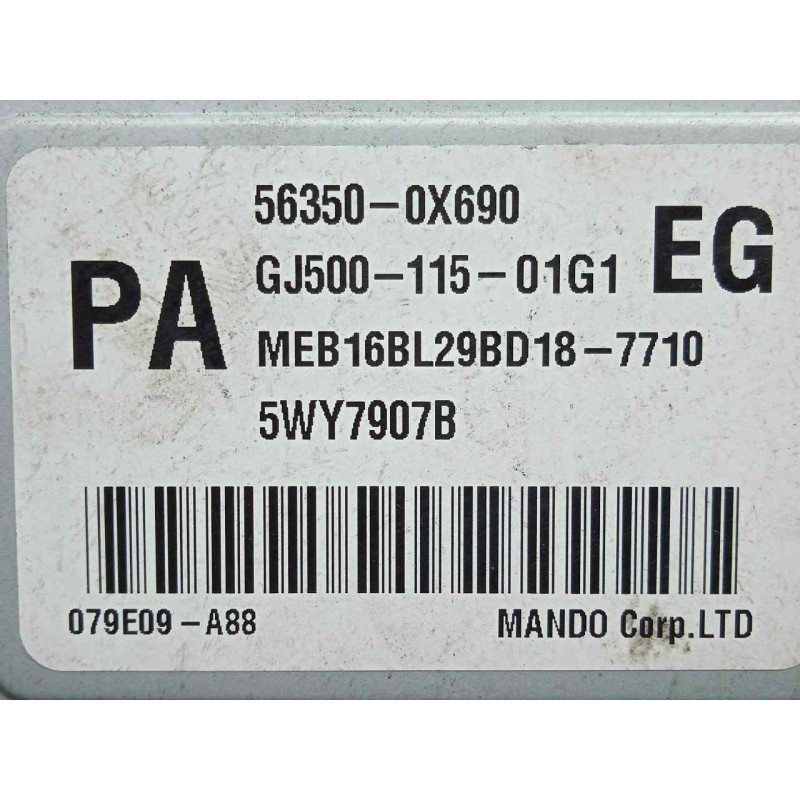 56350-0X690
PA GJ500-115-01G1 EG
MEB16BL29BD18-7710
5WY7907B
079E09-A88 MANDO Corp.LTD